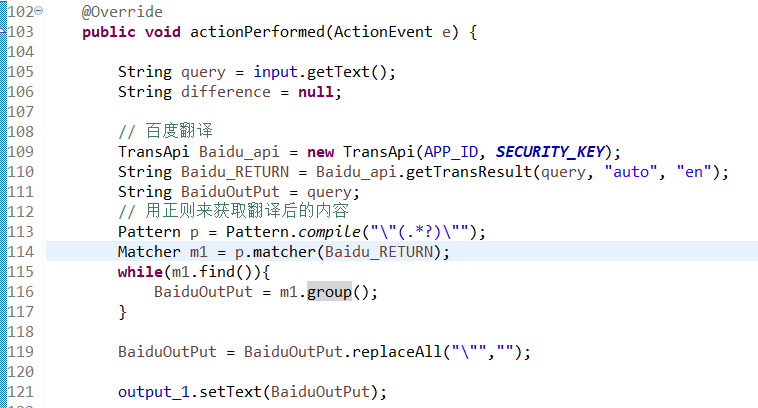 102 @Override
103 public void actionPerformed(ActionEvent e) {
104
105 String query = input.getText();
106 String difference = null;
107
108 // 百度翻译
109 TransApi Baidu_api = new TransApi(APP_ID, SECURITY_KEY);
110 String Baidu_RETURN = Baidu_api.getTransResult(query, "auto", "en");
111 String BaiduOutPut = query;
112 // 用正则来获取翻译后的内容
113 Pattern p = Pattern.compile("\"(.*?)\"");
114 Matcher m1 = p.matcher(Baidu_RETURN);
115 while(m1.find()){
116 BaiduOutPut = m1.group();
117 }
118
119 BaiduOutPut = BaiduOutPut.replaceAll("\"","");
120
121 output_1.setText(BaiduOutPut);